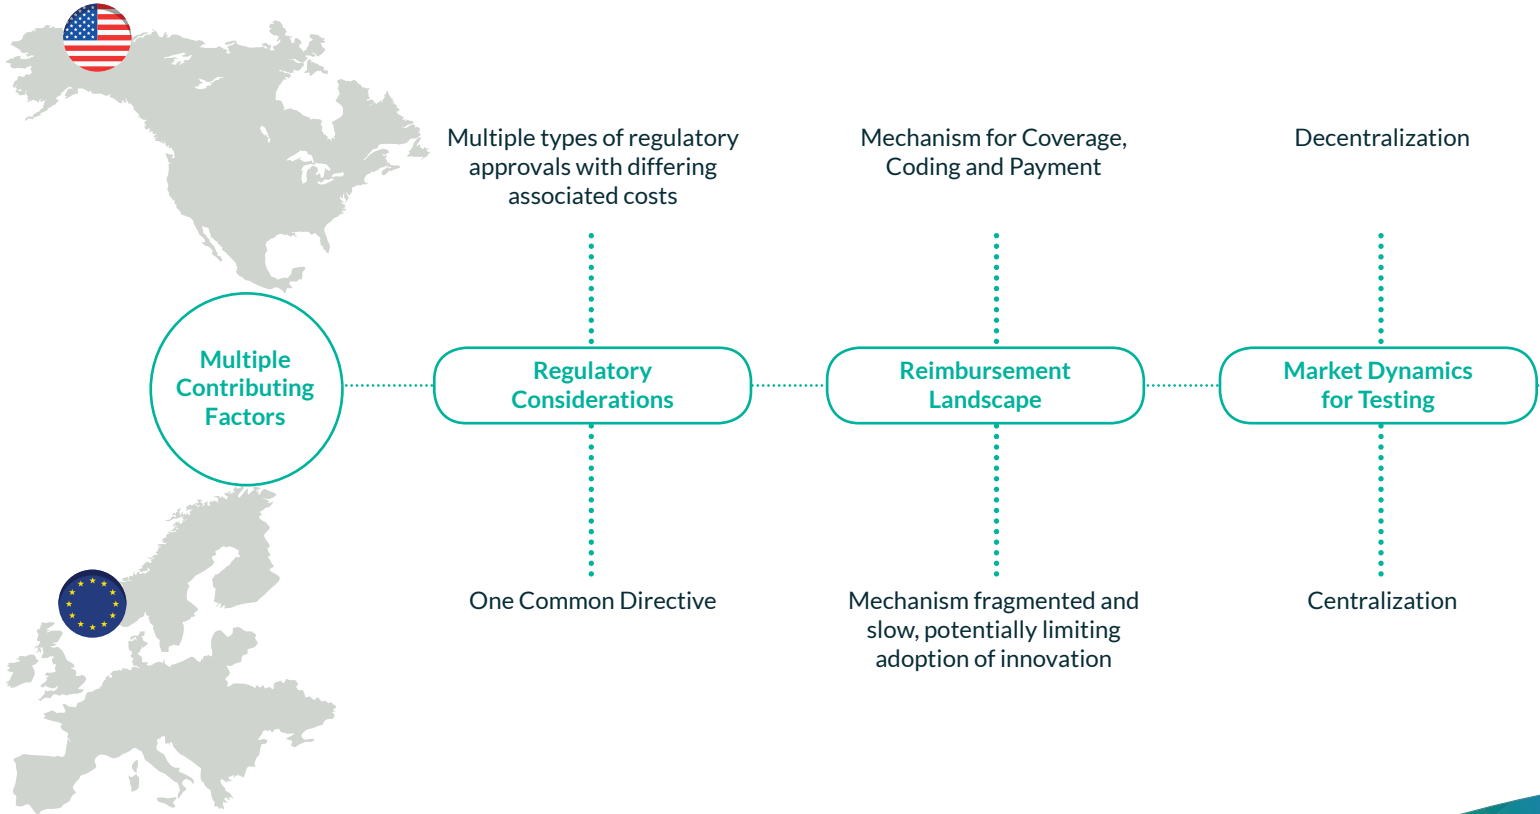 Multiple types of regulatory
approvals with differing
associated costs
Mechanism for Coverage,
Coding and Payment
Decentralization
Multiple
Contributing
Factors
Regulatory
Considerations
Reimbursement
Landscape
Market Dynamics
for Testing
One Common Directive
Mechanism fragmented and
slow, potentially limiting
adoption of innovation
Centralization